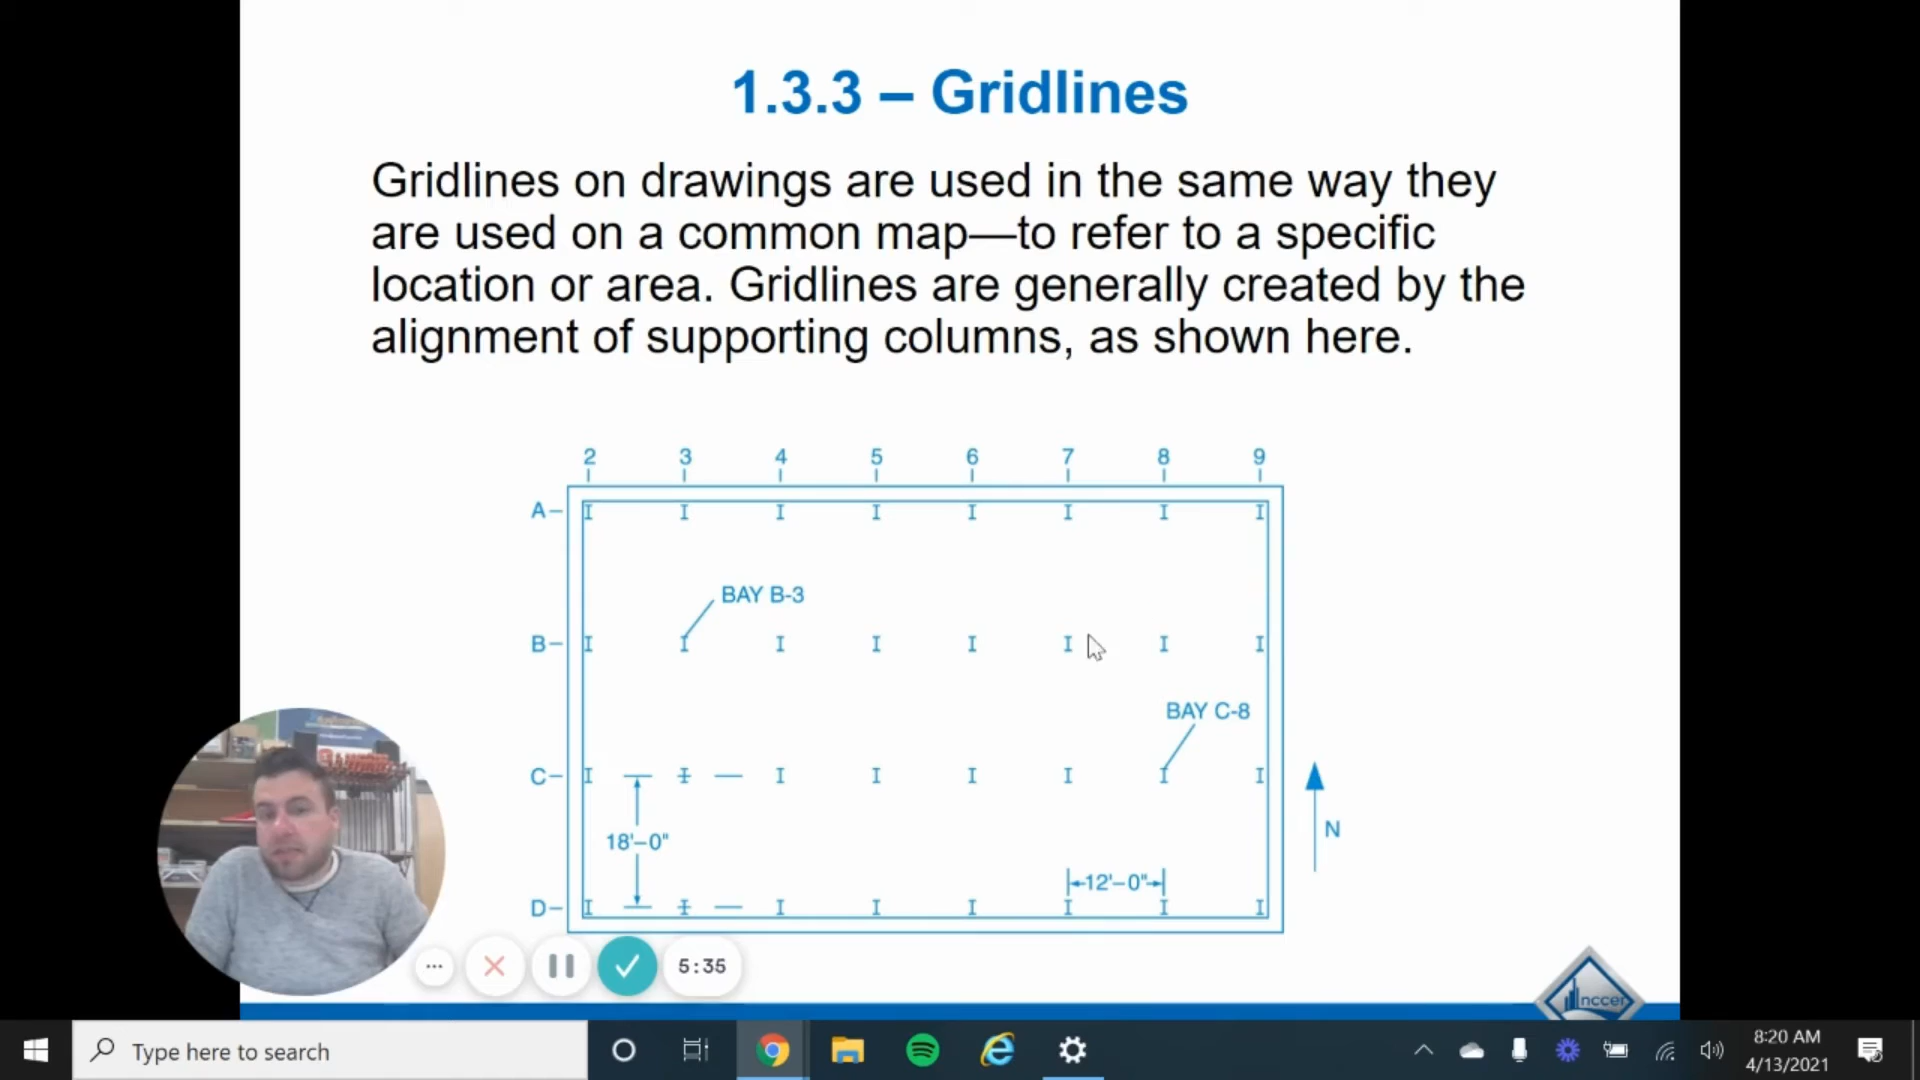 1.3.3 – Gridlines
Gridlines on drawings are used in the same way they
are used on a common map—to refer to a specific
location or area. Gridlines are generally created by the
alignment of supporting columns, as shown here.
2 3 4 5 6 7 8 9
A
BAY B-3
B
BAY C-8
C
18'–0"
N
12'–0"
D
5:35
nccer
Type here to search
8:20 AM
4/13/2021